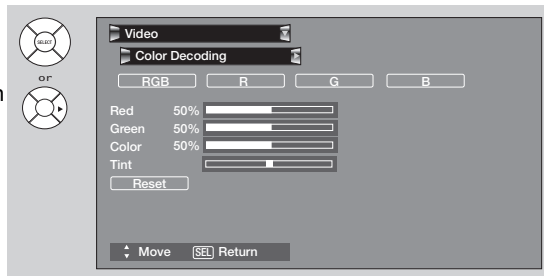 SELECT
or
n
Video
Color Decoding
RGB R G B
Red 50%
Green 50%
Color 50%
Tint
Reset
Move SEL Return